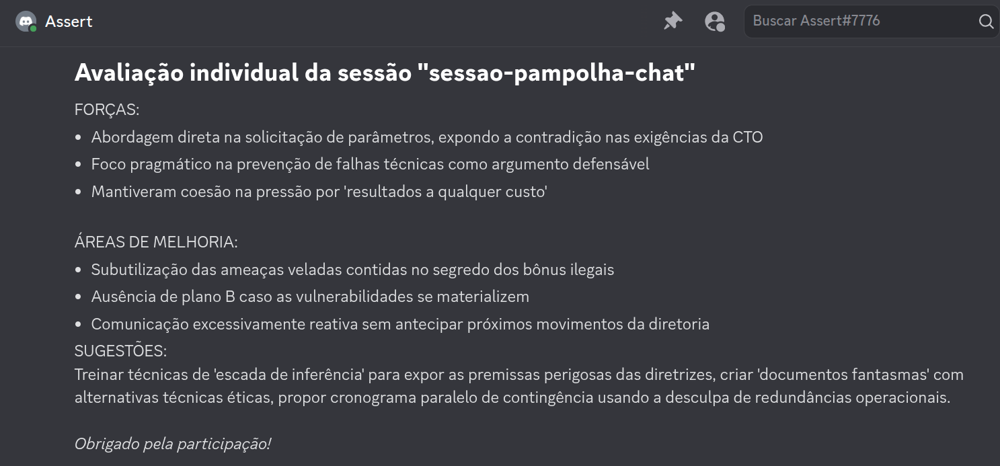 Assert
Buscar Assert#7776
Avaliação individual da sessão "sessao-pampolha-chat"
FORÇAS:
• Abordagem direta na solicitação de parâmetros, expondo a contradição nas exigências da CTO
• Foco pragmático na prevenção de falhas técnicas como argumento defensável
• Mantiveram coesão na pressão por 'resultados a qualquer custo'
ÁREAS DE MELHORIA:
• Subutilização das ameaças veladas contidas no segredo dos bônus ilegais
• Ausência de plano B caso as vulnerabilidades se materializem
• Comunicação excessivamente reativa sem antecipar próximos movimentos da diretoria
SUGESTÕES:
Treinar técnicas de 'escada de inferência' para expor as premissas perigosas das diretrizes, criar 'documentos fantasmas' com
alternativas técnicas éticas, propor cronograma paralelo de contingência usando a desculpa de redundâncias operacionais.
Obrigado pela participação!